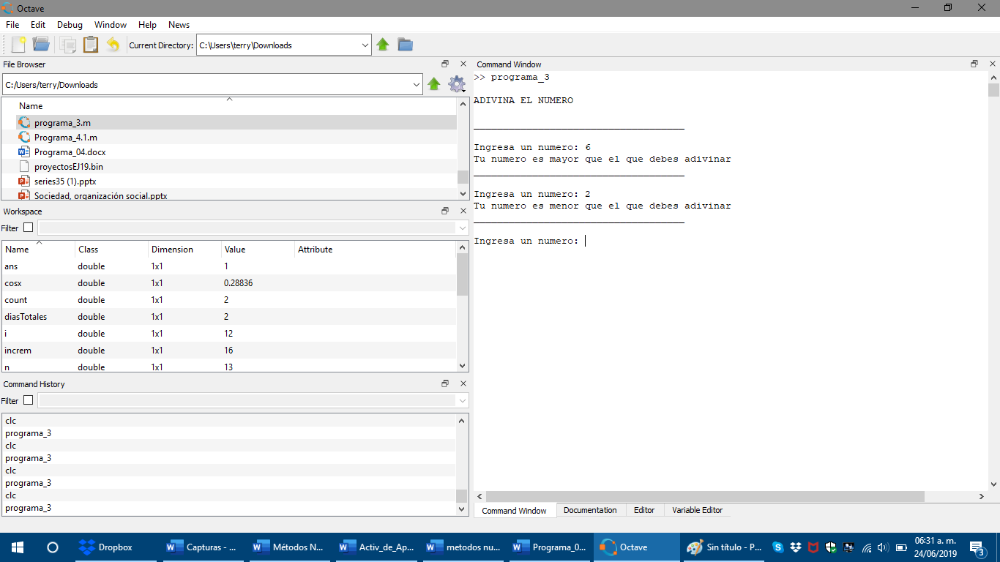 Octave
File Edit Debug Window Help News
Current Directory: C:\Users\terry\Downloads
File Browser
C:/Users/terry/Downloads
Name
programa_3.m
Programa_4.1.m
Programa_04.docx
proyectosEJ19.bin
series35 (1).pptx
Sociedad, organización social.pptx
Workspace
Filter
Name Class Dimension Value Attribute
ans double 1x1 1
cosx double 1x1 0.28836
count double 1x1 2
diasTotales double 1x1 2
i double 1x1 12
increm double 1x1 16
n double 1x1 13
Command History
Filter
clc
programa_3
clc
programa_3
clc
programa_3
clc
programa_3
Command Window
>> programa_3
ADIVINA EL NUMERO
____________________________________
Ingresa un numero: 6
Tu numero es mayor que el que debes adivinar
____________________________________
Ingresa un numero: 2
Tu numero es menor que el que debes adivinar
____________________________________
Ingresa un numero:
Command Window Documentation Editor Variable Editor
Dropbox Capturas - ... Métodos N... Activ_de_Ap... metodos nu... Programa_0... Octave Sin título - P... 06:31 a. m.
24/06/2019 3